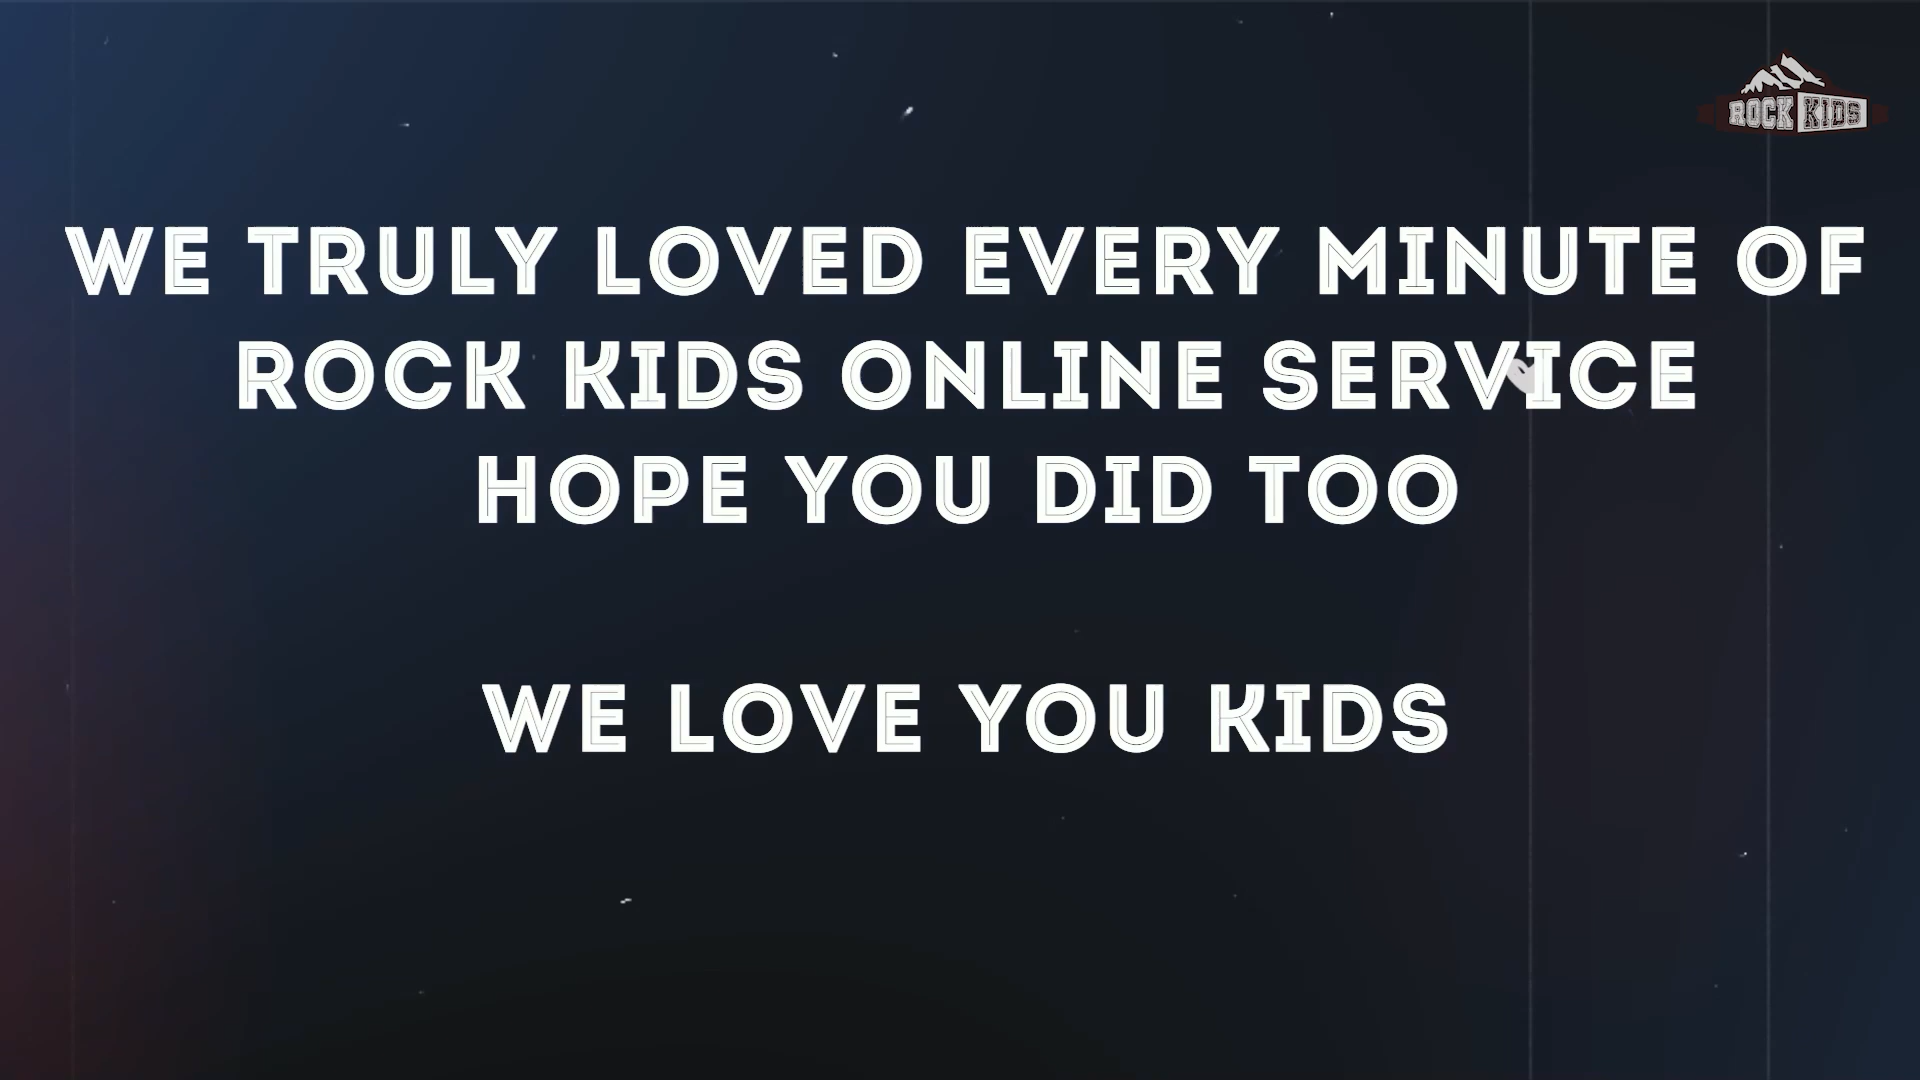 ROCK KIDS
WE TRULY LOVED EVERY MINUTE OF
ROCK KIDS ONLINE SERVICE
HOPE YOU DID TOO
WE LOVE YOU KIDS